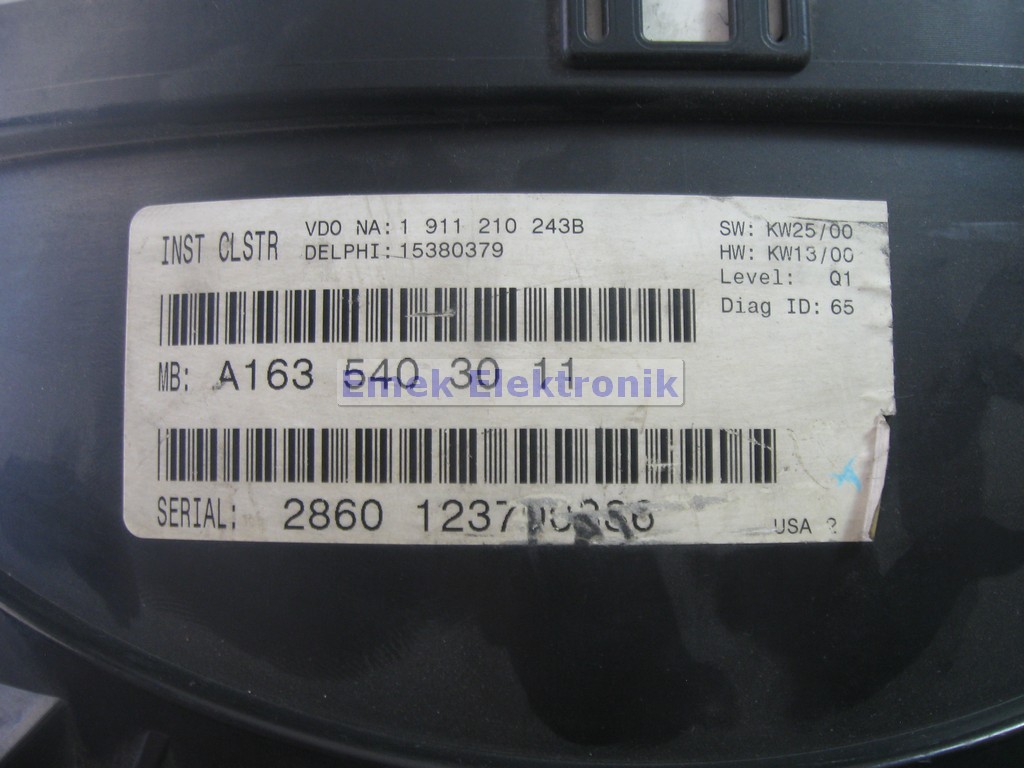 INST CLSTR
VDO NA: 1 911 210 243B
DELPHI: 15380379
SW: KW25/00
HW: KW13/00
Level: Q1
Diag ID: 65
MB: A163 540 30 11
Emek Elektronik
SERIAL: 2860
USA